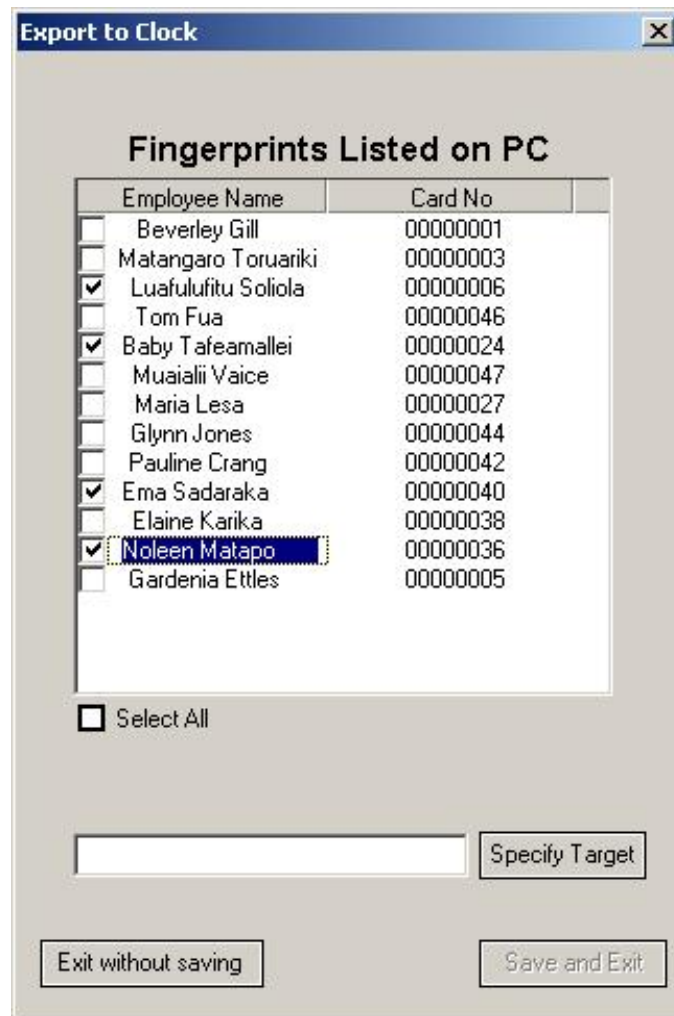 Export to Clock
Fingerprints Listed on PC
Employee Name Card No
Beverley Gill 00000001
Matangaro Toruariki 00000003
Luafulufitu Soliola 00000006
Tom Fua 00000046
Baby Tafeamallei 00000024
Muaialii Vaice 00000047
Maria Lesa 00000027
Glynn Jones 00000044
Pauline Crang 00000042
Ema Sadaraka 00000040
Elaine Karika 00000038
Noleen Matapo 00000036
Gardenia Ettles 00000005
Select All
Specify Target
Exit without saving Save and Exit